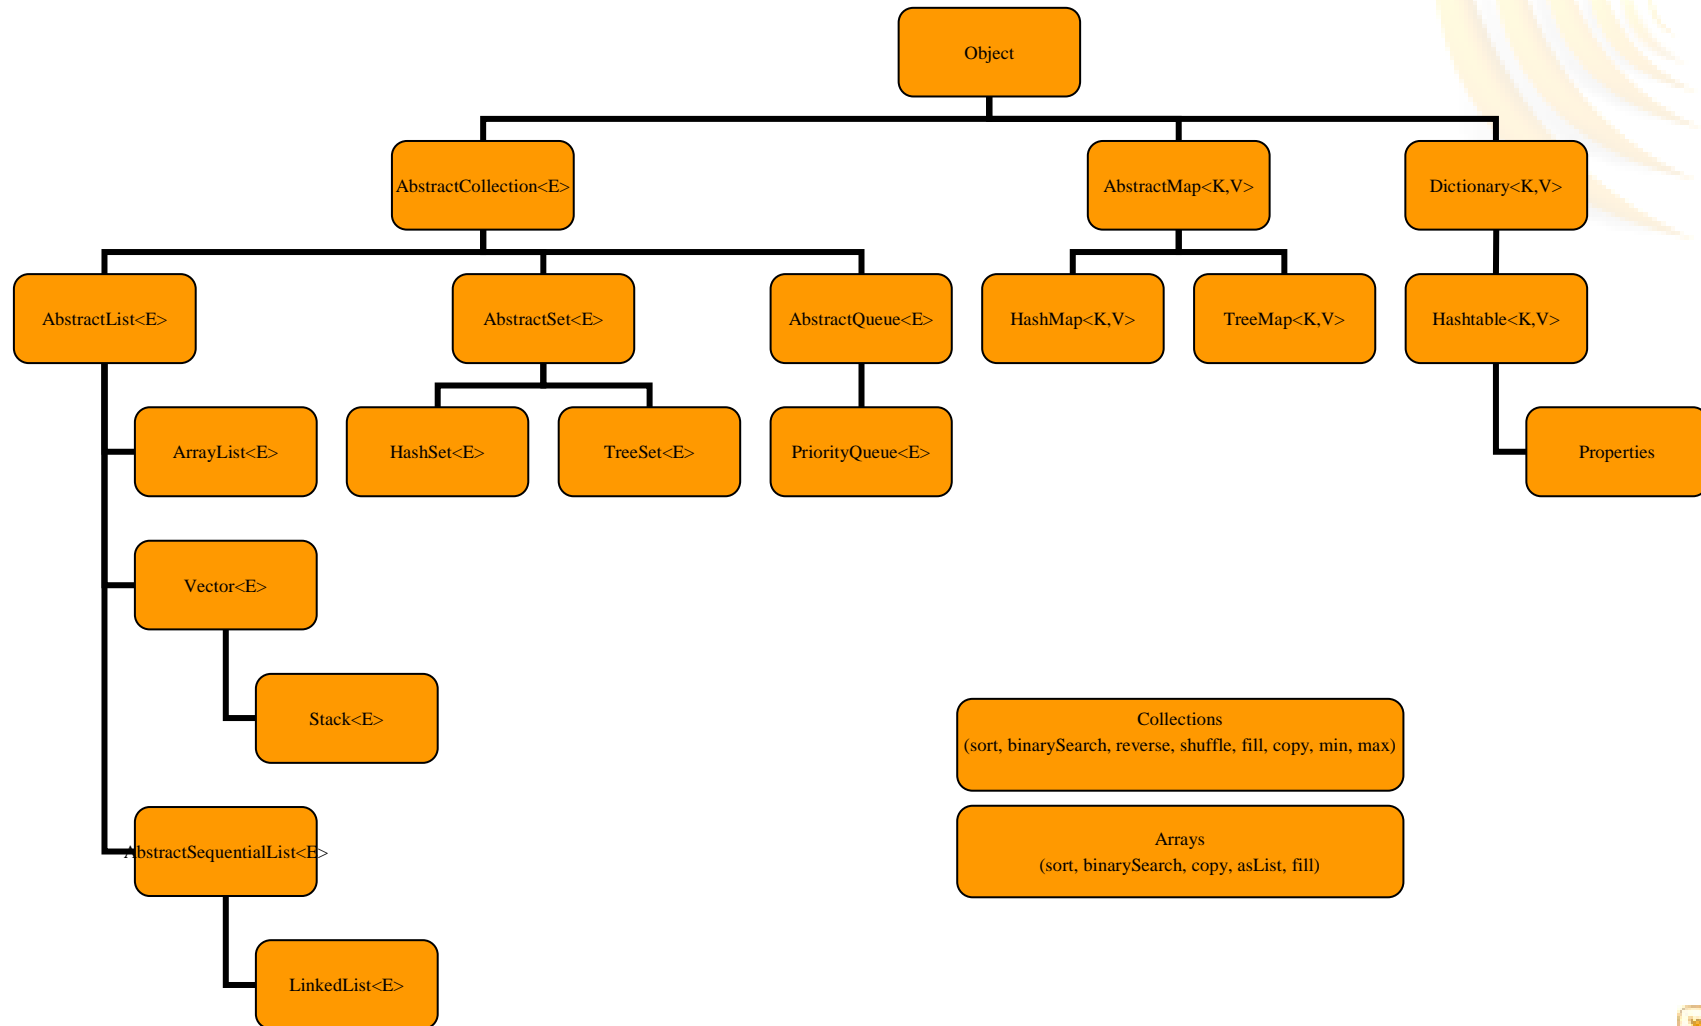 Object
AbstractCollection<E>
AbstractMap<K,V>
Dictionary<K,V>
AbstractList<E>
AbstractSet<E>
AbstractQueue<E>
HashMap<K,V>
TreeMap<K,V>
Hashtable<K,V>
ArrayList<E>
HashSet<E>
TreeSet<E>
PriorityQueue<E>
Properties
Vector<E>
Stack<E>
Collections
(sort, binarySearch, reverse, shuffle, fill, copy, min, max)
AbstractSequentialList<E>
Arrays
(sort, binarySearch, copy, asList, fill)
LinkedList<E>